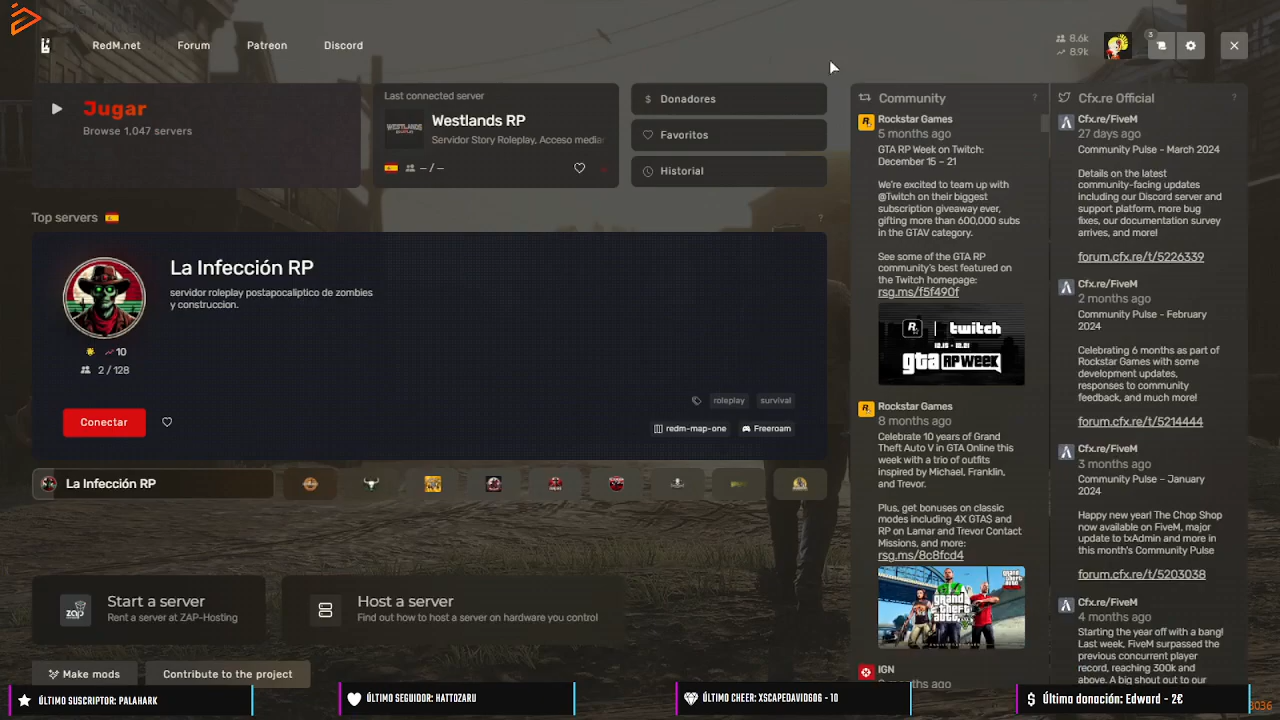 RedM.net
Forum
Patreon
Discord
8.6k
8.9k
3
Jugar
Browse 1,047 servers
Last connected server
WESTLANDS
Westlands RP
Servidor Story Roleplay, Acceso media
– / –
Donadores
Favoritos
Historial
Top servers
?
La Infección RP
servidor roleplay postapocaliptico de zombies
y construccion.
10
2 / 128
Conectar
roleplay
survival
redm-map-one
Freeroam
La Infección RP
ZAP
Start a server
Rent a server at ZAP-Hosting
Host a server
Find out how to host a server on hardware you control
Make mods
Contribute to the project
Community
?
Rockstar Games
5 months ago
GTA RP Week on Twitch:
December 15 – 21
We're excited to team up with
@Twitch on their biggest
subscription giveaway ever,
gifting more than 600,000 subs
in the GTAV category.
See some of the GTA RP
community's best featured on
the Twitch homepage:
rsg.ms/f5f490f
R
twitch
12.15 - 12.21
gta RP WEEK
Rockstar Games
8 months ago
Celebrate 10 years of Grand
Theft Auto V in GTA Online this
week with a trio of outfits
inspired by Michael, Franklin,
and Trevor.
Plus, get bonuses on classic
modes including 4X GTA$ and
RP on Lamar and Trevor Contact
Missions, and more:
rsg.ms/8c8fcd4
grand theft auto
IGN
ago
Cfx.re Official
?
Cfx.re/FiveM
27 days ago
Community Pulse - March 2024
Details on the latest
community-facing updates
including our Discord server and
support platform, more bug
fixes, our documentation survey
arrives, and more!
forum.cfx.re/t/5226339
Cfx.re/FiveM
2 months ago
Community Pulse - February
2024
Celebrating 6 months as part of
Rockstar Games with some
development updates,
responses to community
feedback, and much more!
forum.cfx.re/t/5214444
Cfx.re/FiveM
3 months ago
Community Pulse – January
2024
Happy new year! The Chop Shop
now available on FiveM, major
update to txAdmin and more in
this month's Community Pulse
forum.cfx.re/t/5203038
Cfx.re/FiveM
4 months ago
Starting the year off with a bang!
Last week, FiveM surpassed the
previous concurrent player
record, reaching 300k and
above. A big shout out to our
ÚLTIMO SUSCRIPTOR: PALAHARK
ÚLTIMO SEGUIDOR: HATTOZARU
ÚLTIMO CHEER: XSCAPEDAVID606 - 10
Última donación: Edward - 2€
3036